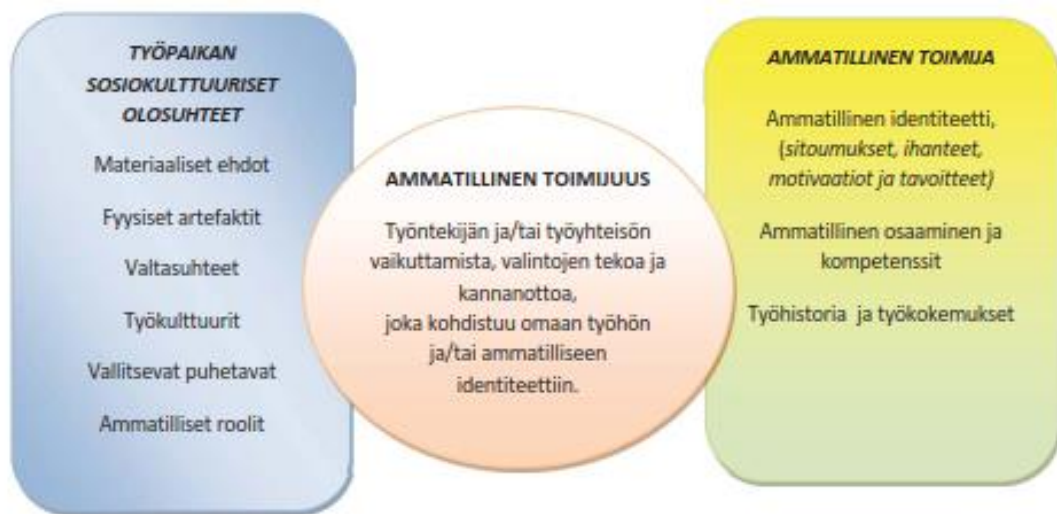 TYÖPAIKAN
SOSIOKULTTUURISET
OLOSUHTEET
Materiaaliset ehdot
Fyysiset artefaktit
Valtasuhteet
Työkulttuurit
Vallitsevat puhetavat
Ammatilliset roolit
AMMATILLINEN TOIMIJUUS
Työntekijän ja/tai työyhteisön
vaikuttamista, valintojen tekoa ja
kannanottoa,
joka kohdistuu omaan työhön
ja/tai ammatilliseen
identiteettiin.
AMMATILLINEN TOIMIJA
Ammatillinen identiteetti,
(sitoumukset, ihanteet,
motivaatiot ja tavoitteet)
Ammatillinen osaaminen ja
kompetenssit
Työhistoria ja työkokemukset